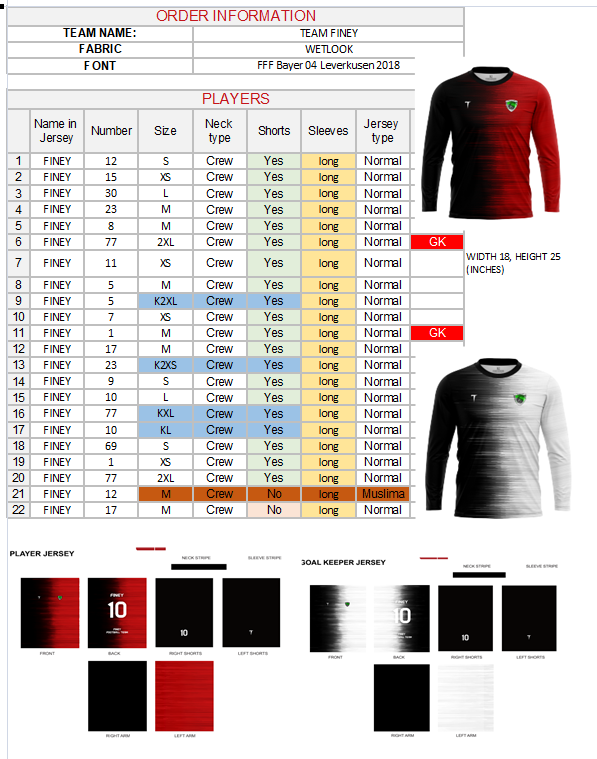 ORDER INFORMATION
TEAM NAME: TEAM FINEY
FABRIC WETLOOK
FONT FFF Bayer 04 Leverkusen 2018
PLAYERS
Name in Jersey Number Size Neck type Shorts Sleeves Jersey type
1 FINEY 12 S Crew Yes long Normal
2 FINEY 15 XS Crew Yes long Normal
3 FINEY 30 L Crew Yes long Normal
4 FINEY 23 M Crew Yes long Normal
5 FINEY 8 M Crew Yes long Normal
6 FINEY 77 2XL Crew Yes long Normal GK
7 FINEY 11 XS Crew Yes long Normal
WIDTH 18, HEIGHT 25
(INCHES)
8 FINEY 5 M Crew Yes long Normal
9 FINEY 5 K2XL Crew Yes long Normal
10 FINEY 7 XS Crew Yes long Normal
11 FINEY 1 M Crew Yes long Normal GK
12 FINEY 17 M Crew Yes long Normal
13 FINEY 23 K2XS Crew Yes long Normal
14 FINEY 9 S Crew Yes long Normal
15 FINEY 10 L Crew Yes long Normal
16 FINEY 77 KXL Crew Yes long Normal
17 FINEY 10 KL Crew Yes long Normal
18 FINEY 69 S Crew Yes long Normal
19 FINEY 1 XS Crew Yes long Normal
20 FINEY 77 2XL Crew Yes long Normal
21 FINEY 12 M Crew No long Muslima
22 FINEY 17 M Crew No long Normal
PLAYER JERSEY
NECK STRIPE SLEEVE STRIPE
FINEY
10
FINEY
FOOTBALL TEAM
10
FRONT BACK RIGHT SHORTS LEFT SHORTS
RIGHT ARM LEFT ARM
GOAL KEEPER JERSEY
NECK STRIPE SLEEVE STRIPE
FINEY
10
10
FRONT BACK RIGHT SHORTS LEFT SHORTS
RIGHT ARM LEFT ARM